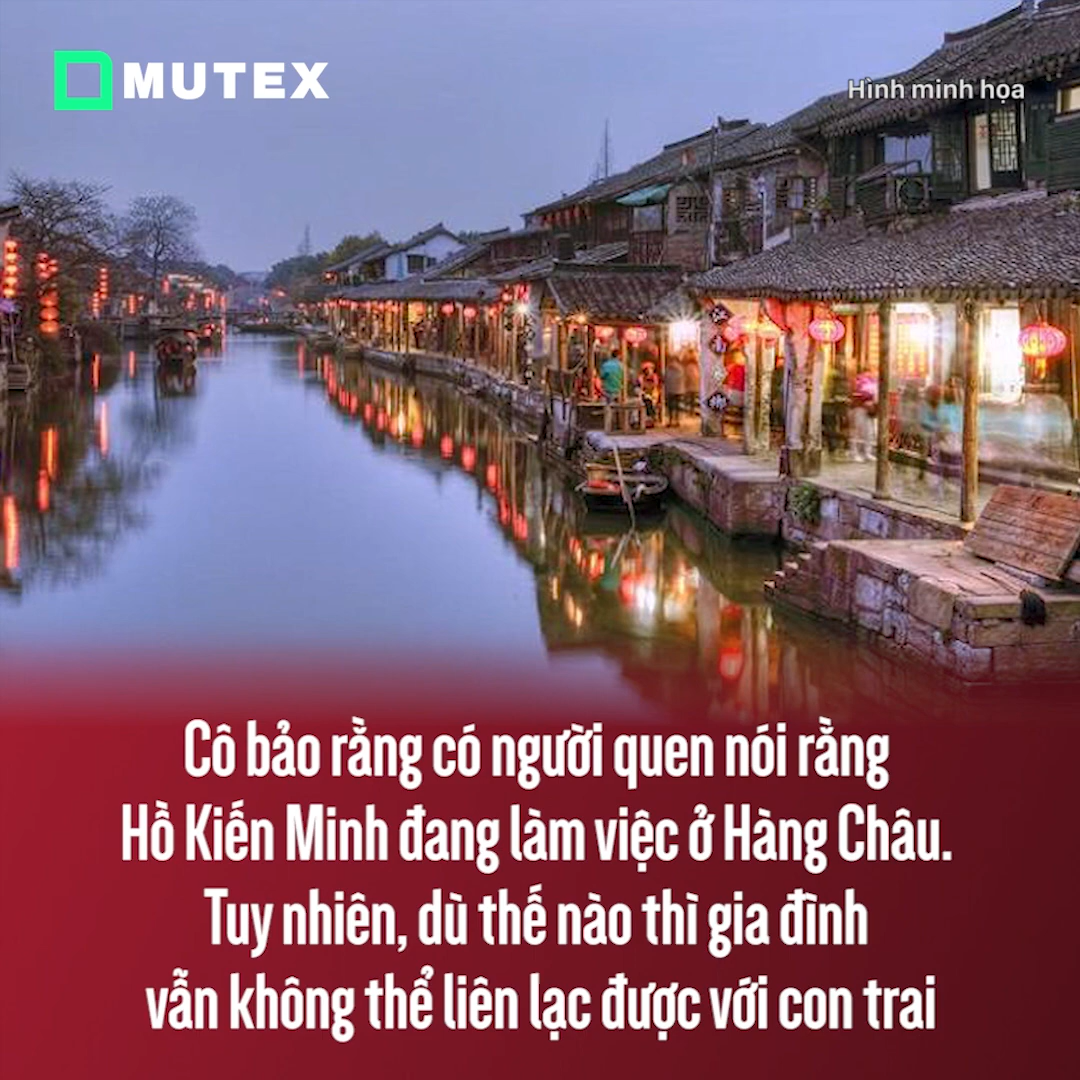 MUTEX
Hình minh họa
Cô bảo rằng có người quen nói rằng
Hồ Kiến Minh đang làm việc ở Hàng Châu.
Tuy nhiên, dù thế nào thì gia đình
vẫn không thể liên lạc được với con trai